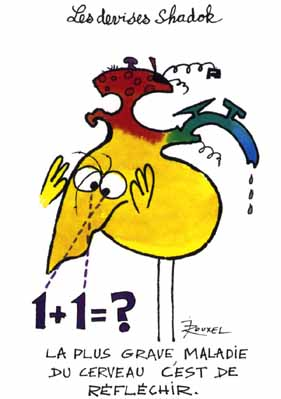 Les devises Shadok
1+1=?
J. ROUXEL
LA PLUS GRAVE MALADIE
DU CERVEAU C'EST DE
RÉFLÉCHIR.